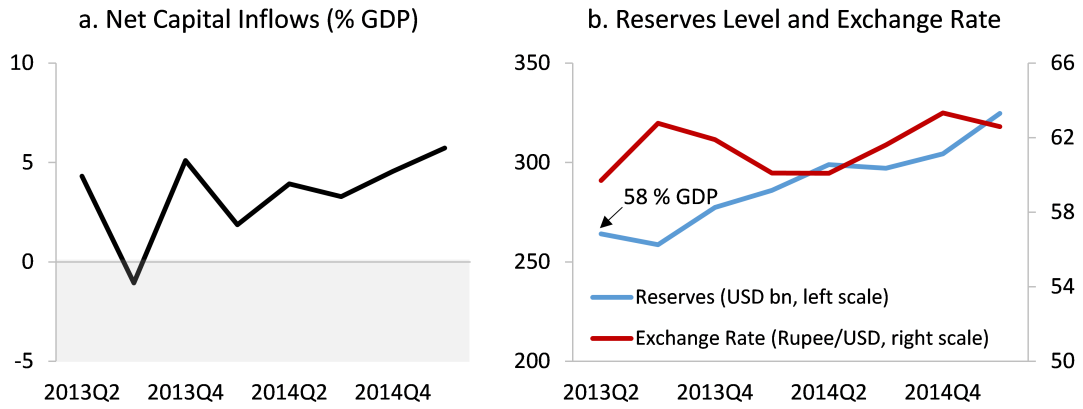 a. Net Capital Inflows (% GDP)
10
5
0
-5
2013Q2 2013Q4 2014Q2 2014Q4
b. Reserves Level and Exchange Rate
350 66
62
300
58 % GDP
58
250
54
Reserves (USD bn, left scale)
Exchange Rate (Rupee/USD, right scale)
200 50
2013Q2 2013Q4 2014Q2 2014Q4